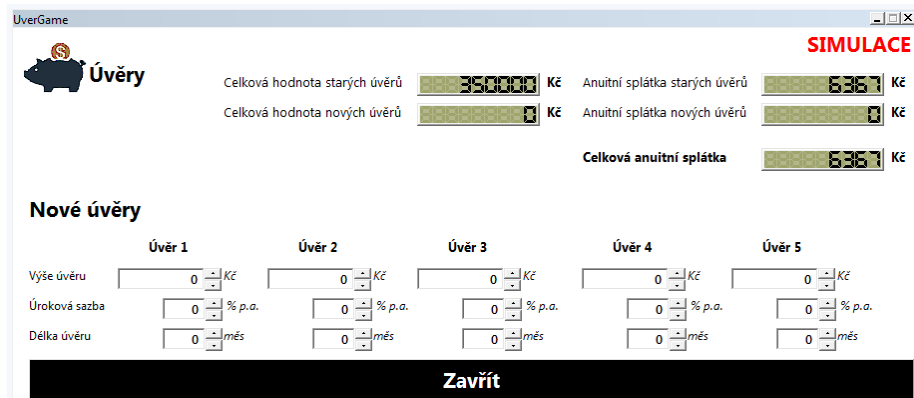 UverGame
SIMULACE
Úvěry
Celková hodnota starých úvěrů 350000 Kč Anuitní splátka starých úvěrů 6367 Kč
Celková hodnota nových úvěrů 0 Kč Anuitní splátka nových úvěrů 0 Kč
Celková anuitní splátka 6367 Kč
Nové úvěry
Úvěr 1 Úvěr 2 Úvěr 3 Úvěr 4 Úvěr 5
Výše úvěru 0 Kč 0 Kč 0 Kč 0 Kč 0 Kč
Úroková sazba 0 % p.a. 0 % p.a. 0 % p.a. 0 % p.a. 0 % p.a.
Délka úvěru 0 měs 0 měs 0 měs 0 měs 0 měs
Zavřít